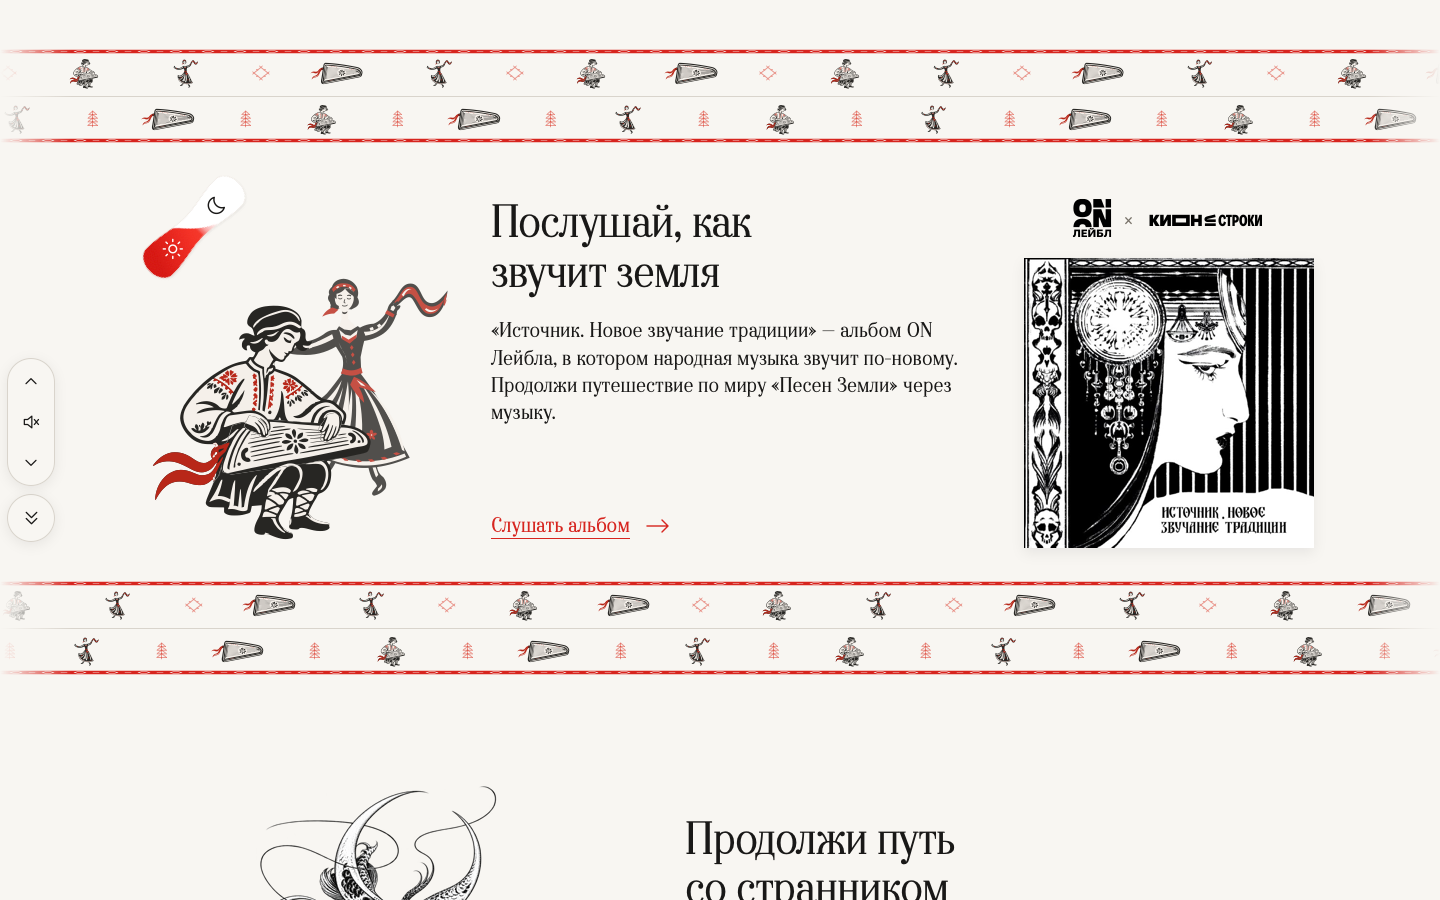 Послушай, как
звучит земля
«Источник. Новое звучание традиции» — альбом ON
Лейбла, в котором народная музыка звучит по-новому.
Продолжи путешествие по миру «Песен Земли» через
музыку.
Слушать альбом
ON
ON
ЛЕЙБЛ
×
КИОН СТРОКИ
ИСТОЧНИК. НОВОЕ
ЗВУЧАНИЕ ТРАДИЦИИ
Продолжи путь
со странником